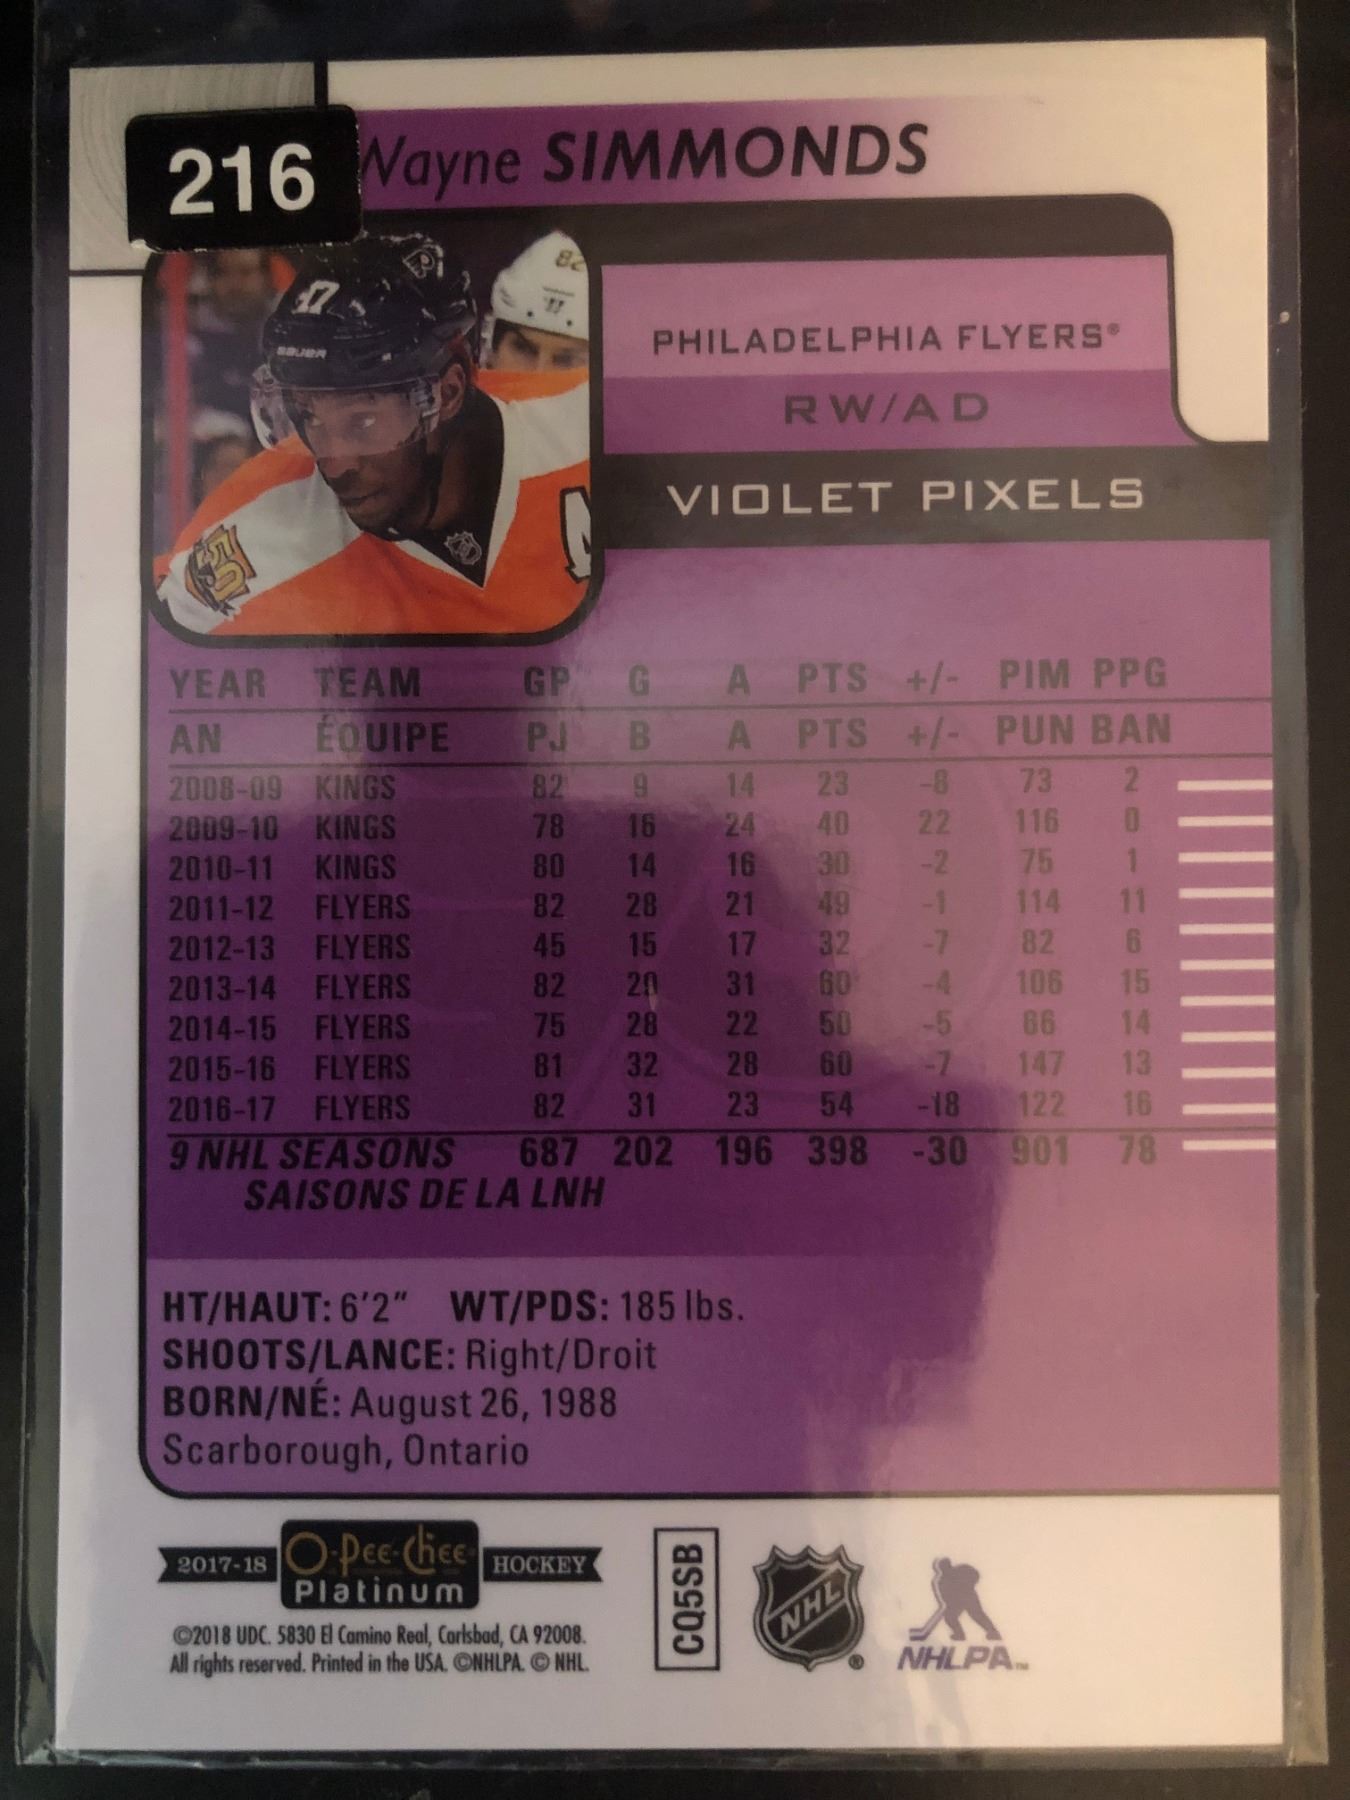 216
Wayne SIMMONDS
82
17
BAUER
50
PHILADELPHIA FLYERS®
RW/AD
VIOLET PIXELS
YEAR TEAM GP G A PTS +/- PIM PPG
AN ÉQUIPE PJ B A PTS +/- PUN BAN
2008-09 KINGS 82 9 14 23 -8 73 2
2009-10 KINGS 78 16 24 40 22 116 0
2010-11 KINGS 80 14 16 30 -2 75 1
2011-12 FLYERS 82 28 21 49 -1 114 11
2012-13 FLYERS 45 15 17 32 -7 82 6
2013-14 FLYERS 82 29 31 60 -4 106 15
2014-15 FLYERS 75 28 22 50 -5 66 14
2015-16 FLYERS 81 32 28 60 -7 147 13
2016-17 FLYERS 82 31 23 54 -18 122 16
9 NHL SEASONS 687 202 196 398 -30 901 78
SAISONS DE LA LNH
HT/HAUT: 6'2" WT/PDS: 185 lbs.
SHOOTS/LANCE: Right/Droit
BORN/NÉ: August 26, 1988
Scarborough, Ontario
2017-18 O-Pee-Chee Platinum HOCKEY
©2018 UDC. 5830 El Camino Real, Carlsbad, CA 92008.
All rights reserved. Printed in the USA. ©NHLPA. © NHL.
CQ5SB
NHL®
NHLPA™